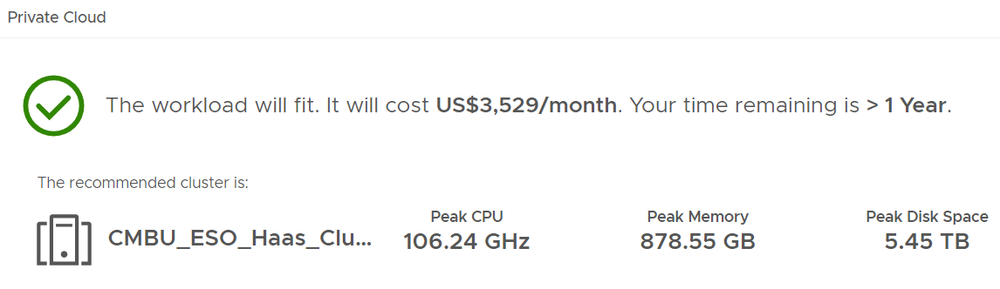 Private Cloud
The workload will fit. It will cost US$3,529/month. Your time remaining is > 1 Year.
The recommended cluster is:
CMBU_ESO_Haas_Clu...
Peak CPU
106.24 GHz
Peak Memory
878.55 GB
Peak Disk Space
5.45 TB